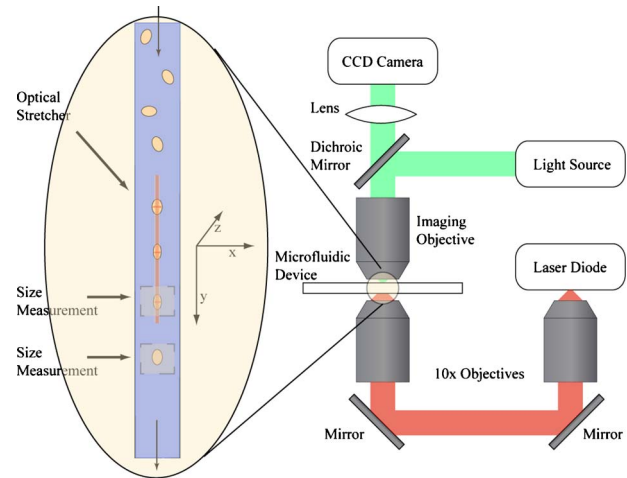 Optical
Stretcher
Size
Measurement
Size
Measurement
z
x
y
CCD Camera
Lens
Dichroic
Mirror
Light Source
Imaging
Objective
Microfluidic
Device
Laser Diode
10x Objectives
Mirror
Mirror